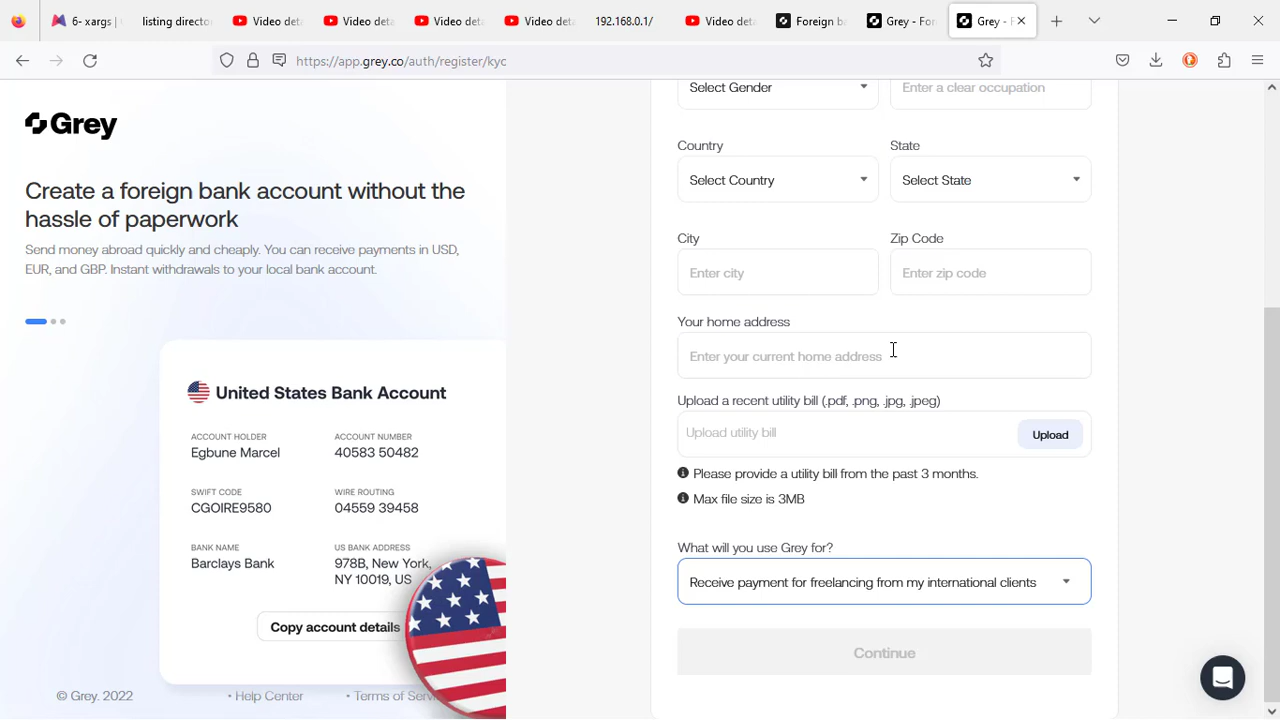 6- xargs
listing directo
Video deta
Video deta
Video deta
Video deta
192.168.0.1/
Video deta
Foreign ba
Grey - For
Grey - F
https://app.grey.co/auth/register/kyc
Grey
Create a foreign bank account without the
hassle of paperwork
Send money abroad quickly and cheaply. You can receive payments in USD,
EUR, and GBP. Instant withdrawals to your local bank account.
United States Bank Account
ACCOUNT HOLDER ACCOUNT NUMBER
Egbune Marcel 40583 50482
SWIFT CODE WIRE ROUTING
CGOIRE9580 04559 39458
BANK NAME US BANK ADDRESS
Barclays Bank 978B, New York,
NY 10019, US
Copy account details
© Grey. 2022 • Help Center • Terms of Servi
Select Gender Enter a clear occupation
Country State
Select Country Select State
City Zip Code
Enter city Enter zip code
Your home address
Enter your current home address
Upload a recent utility bill (.pdf, .png, .jpg, .jpeg)
Upload utility bill Upload
Please provide a utility bill from the past 3 months.
Max file size is 3MB
What will you use Grey for?
Receive payment for freelancing from my international clients
Continue